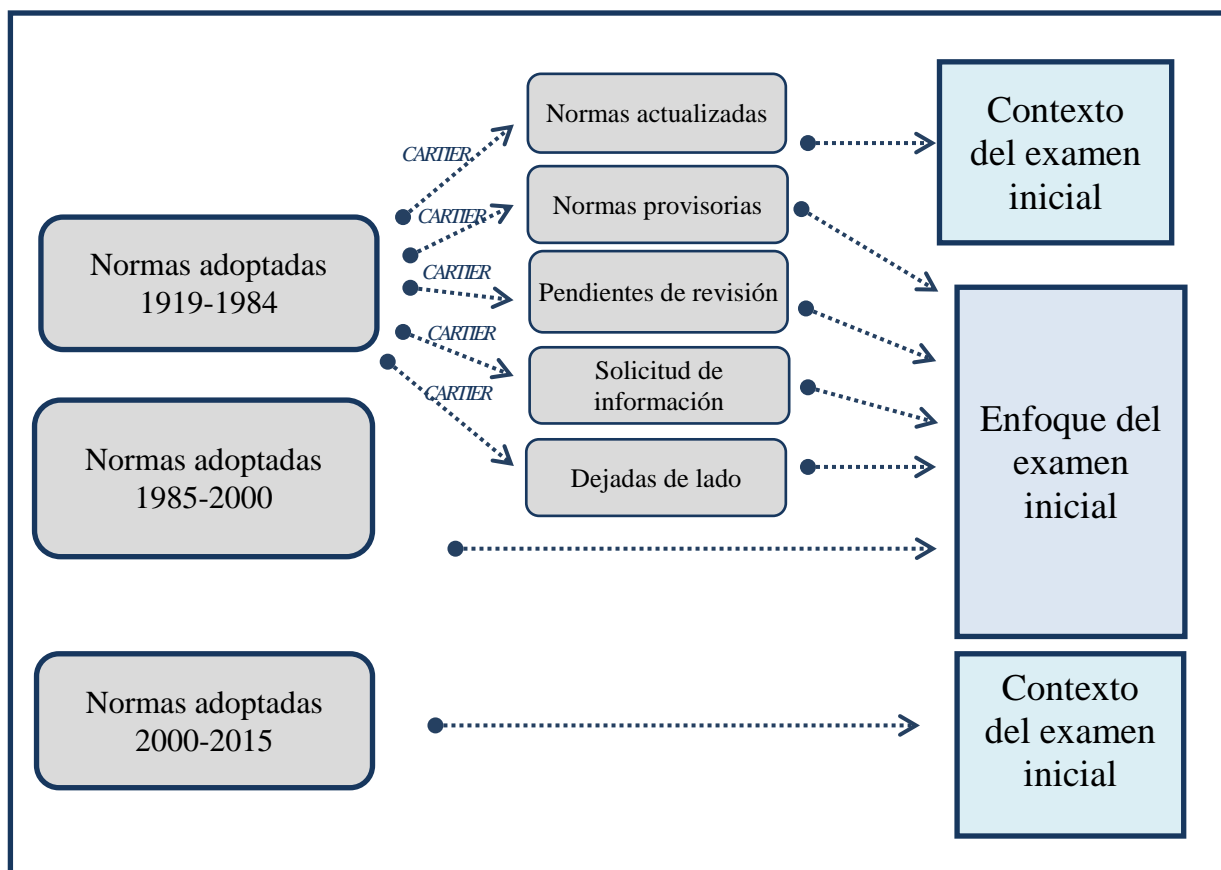 Normas adoptadas
1919-1984
Normas adoptadas
1985-2000
Normas adoptadas
2000-2015
CARTIER
CARTIER
CARTIER
CARTIER
CARTIER
Normas actualizadas
Normas provisorias
Pendientes de revisión
Solicitud de
información
Dejadas de lado
Contexto
del examen
inicial
Enfoque del
examen
inicial
Contexto
del examen
inicial